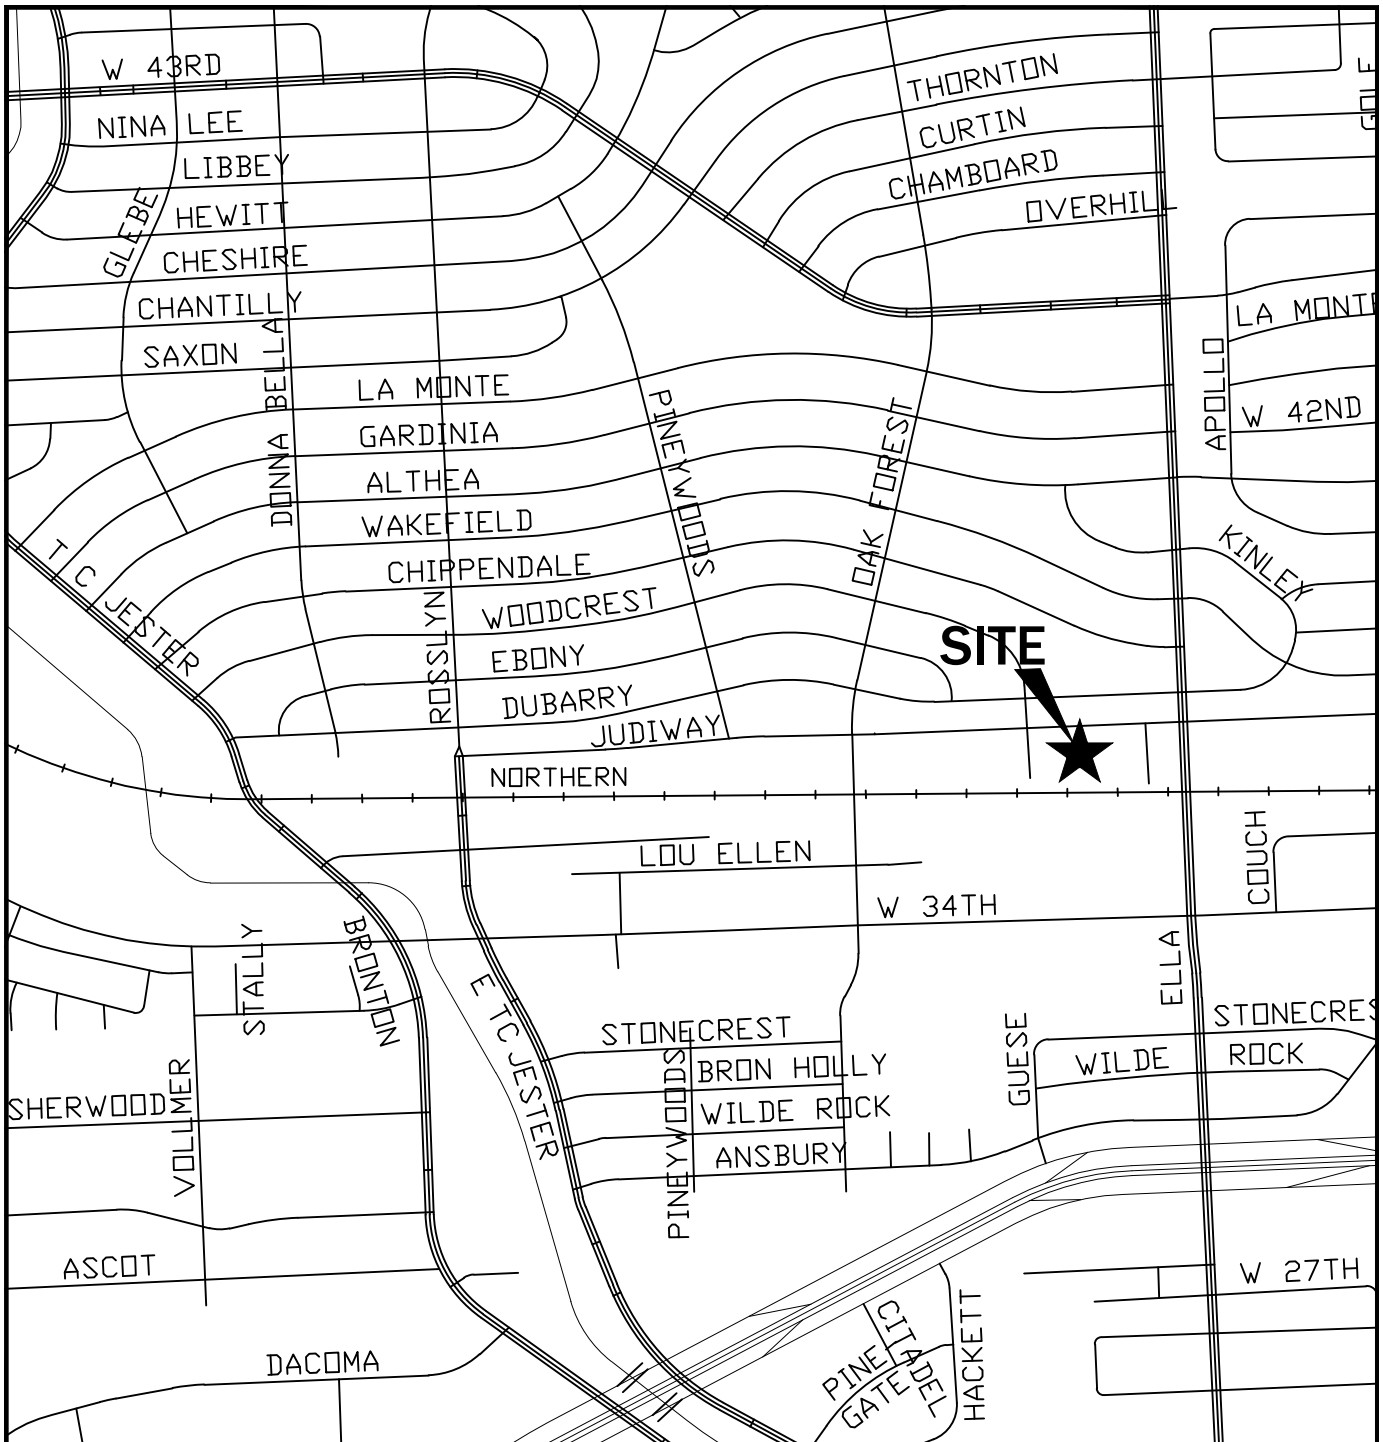 W 43RD
THORNTON
NINA LEE
CURTIN
LIBBEY
CHAMBOARD
GLEBE
HEWITT
OVERHILL
CHESHIRE
CHANTILLY
LA MONTE
SAXON
DONNA BELLA
APOLLO
LA MONTE
PINEYWOODS
OAK FOREST
W 42ND
GARDINIA
ALTHEA
WAKEFIELD
KINLEY
T C JESTER
CHIPPENDALE
ROSSLYN
WOODCREST
SITE
EBONY
DUBARRY
JUDIWAY
NORTHERN
LOU ELLEN
COUCH
W 34TH
STALLY
BRONTON
ELLA
E TC JESTER
STONECREST
GUESE
STONECRES
PINEYWOODS
BRON HOLLY
WILDE ROCK
SHERWOOD
VOLLMER
WILDE ROCK
ANSBURY
ASCOT
W 27TH
HACKETT
CITADEL
DACOMA
PINE GATE